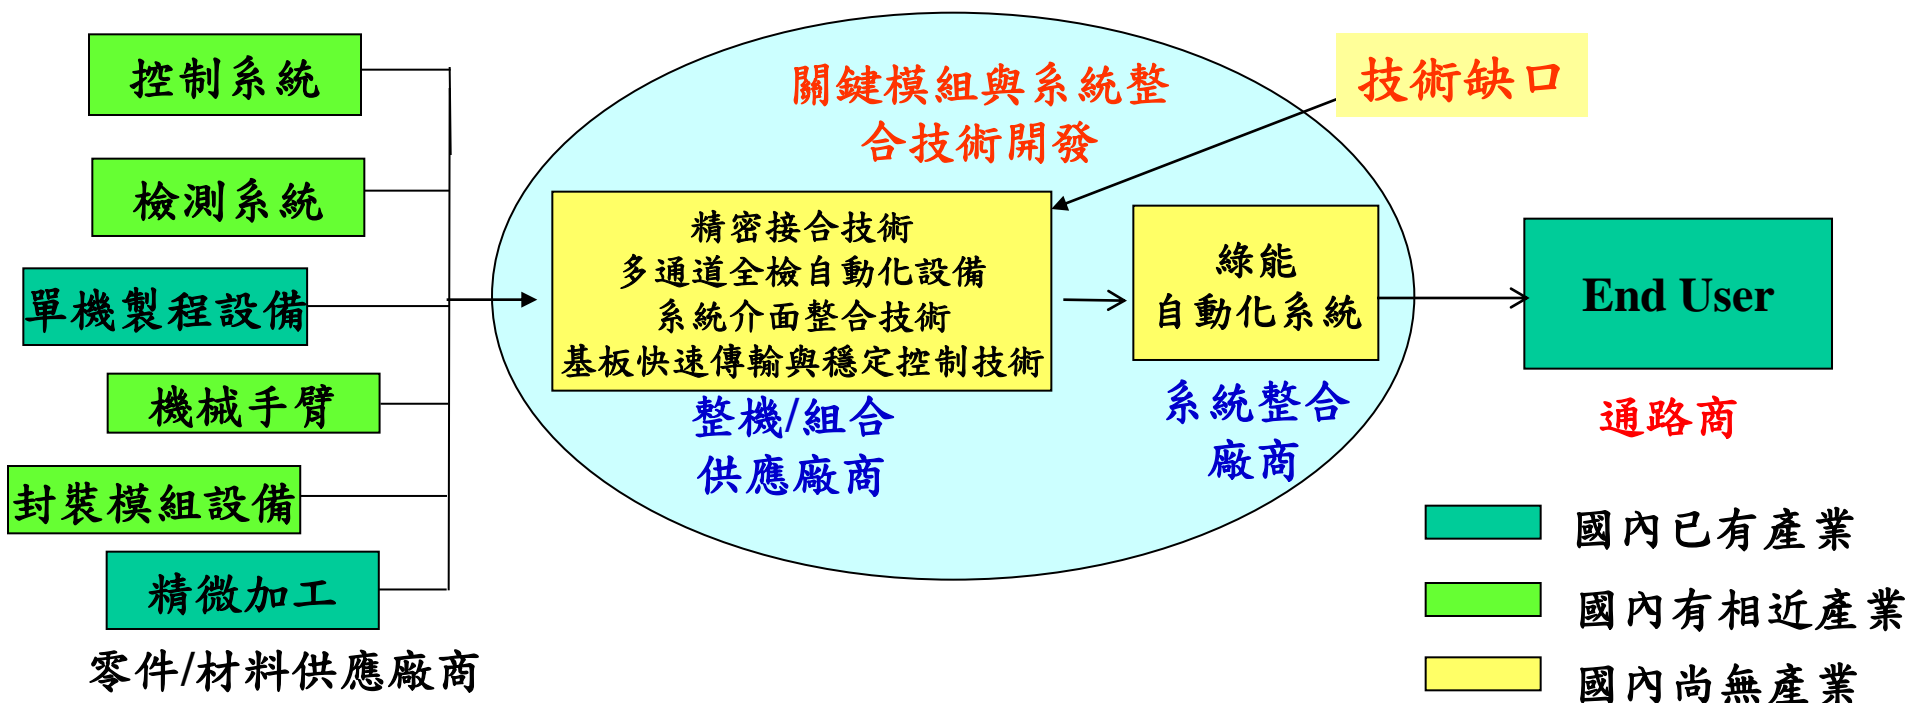 控制系統
檢測系統
單機製程設備
機械手臂
封裝模組設備
精微加工
零件/材料供應廠商
關鍵模組與系統整
合技術開發
技術缺口
精密接合技術
多通道全檢自動化設備
系統介面整合技術
基板快速傳輸與穩定控制技術
整機/組合
供應廠商
綠能
自動化系統
系統整合
廠商
End User
通路商
國內已有產業
國內有相近產業
國內尚無產業